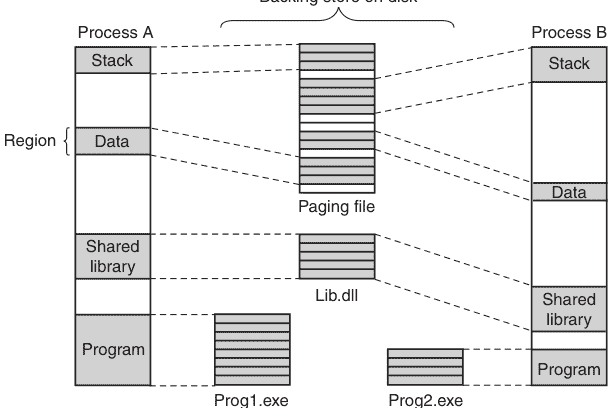 Backing store on disk
Process A
Process B
Stack
Stack
Region
Data
Data
Paging file
Shared
library
Shared
library
Lib.dll
Program
Program
Prog1.exe
Prog2.exe